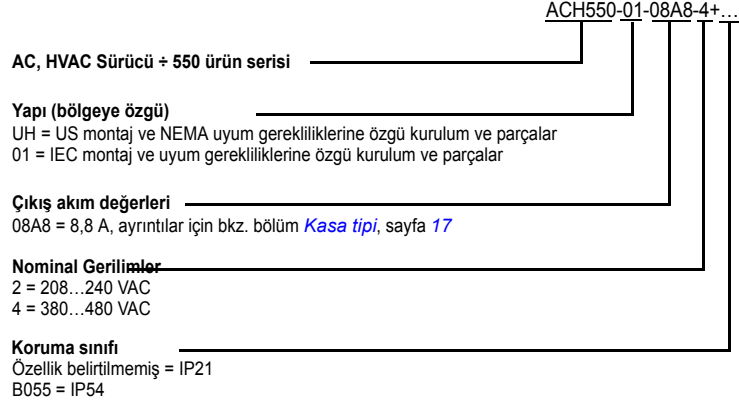 ACH550-01-08A8-4+…
AC, HVAC Sürücü ÷ 550 ürün serisi
Yapı (bölgeye özgü)
UH = US montaj ve NEMA uyum gerekliliklerine özgü kurulum ve parçalar
01 = IEC montaj ve uyum gerekliliklerine özgü kurulum ve parçalar
Çıkış akım değerleri
08A8 = 8,8 A, ayrıntılar için bkz. bölüm Kasa tipi, sayfa 17
Nominal Gerilimler
2 = 208…240 VAC
4 = 380…480 VAC
Koruma sınıfı
Özellik belirtilmemiş = IP21
B055 = IP54